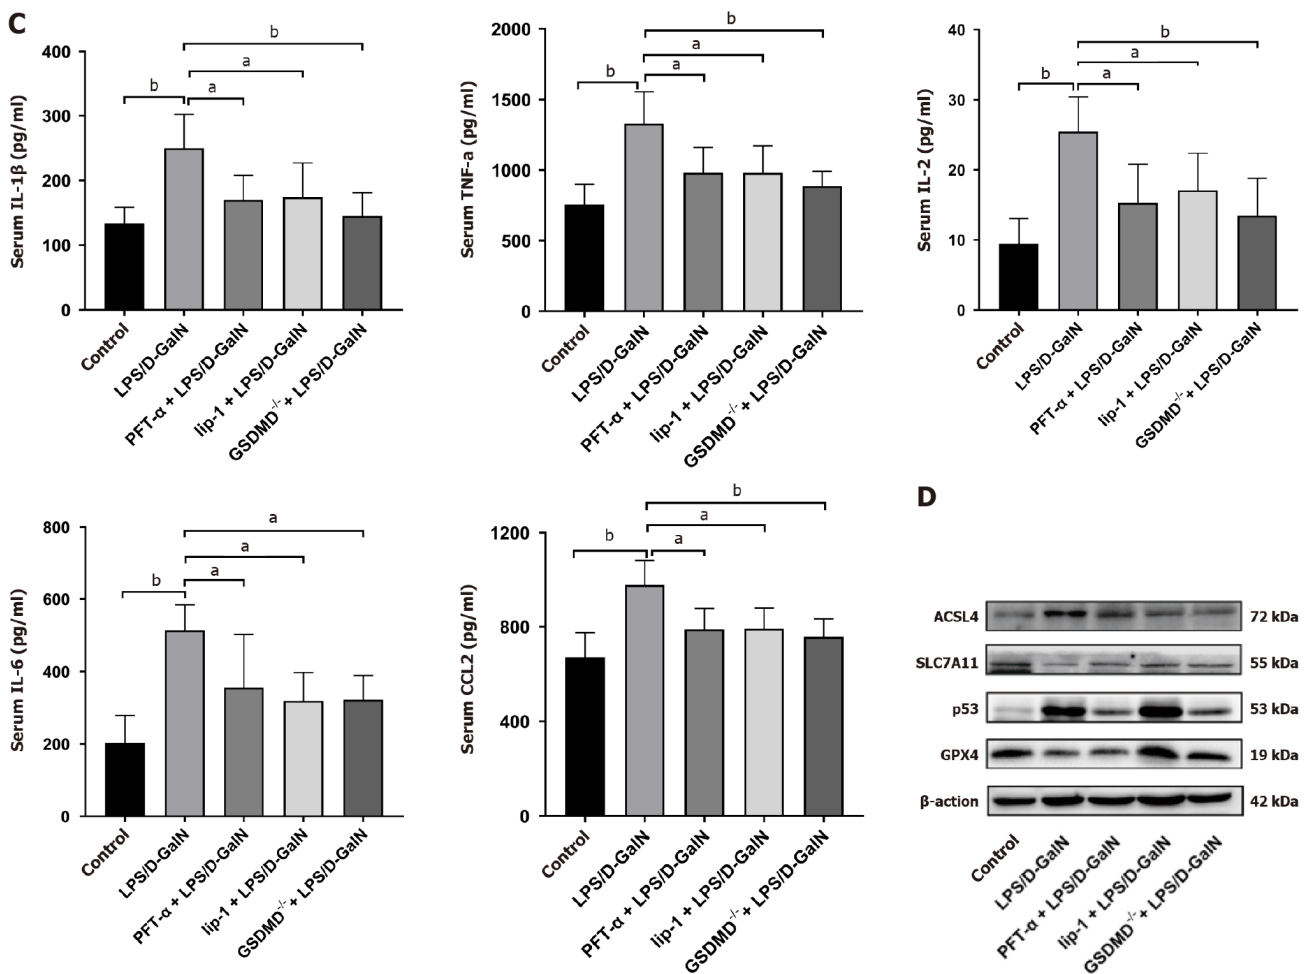 C
b
a
b
a
400
300
200
100
0
Serum IL-1β (pg/ml)
Control
LPS/D-GalN
PFT-α + LPS/D-GalN
lip-1 + LPS/D-GalN
GSDMD-/-+ LPS/D-GalN
b
a
a
b
2000
1500
1000
500
0
Serum TNF-a (pg/ml)
Control
LPS/D-GalN
PFT-α + LPS/D-GalN
lip-1 + LPS/D-GalN
GSDMD-/-+ LPS/D-GalN
b
a
b
a
40
30
20
10
0
Serum IL-2 (pg/ml)
Control
LPS/D-GalN
PFT-α + LPS/D-GalN
lip-1 + LPS/D-GalN
GSDMD-/-+ LPS/D-GalN
a
a
b
a
800
600
400
200
0
Serum IL-6 (pg/ml)
Control
LPS/D-GalN
PFT-α + LPS/D-GalN
lip-1 + LPS/D-GalN
GSDMD-/-+ LPS/D-GalN
b
a
b
a
1200
800
400
0
Serum CCL2 (pg/ml)
Control
LPS/D-GalN
PFT-α + LPS/D-GalN
lip-1 + LPS/D-GalN
GSDMD-/-+ LPS/D-GalN
D
ACSL4 72 kDa
SLC7A11 55 kDa
p53 53 kDa
GPX4 19 kDa
β-action 42 kDa
Control
LPS/D-GalN
PFT-α + LPS/D-GalN
lip-1 + LPS/D-GalN
GSDMD-/-+ LPS/D-GalN